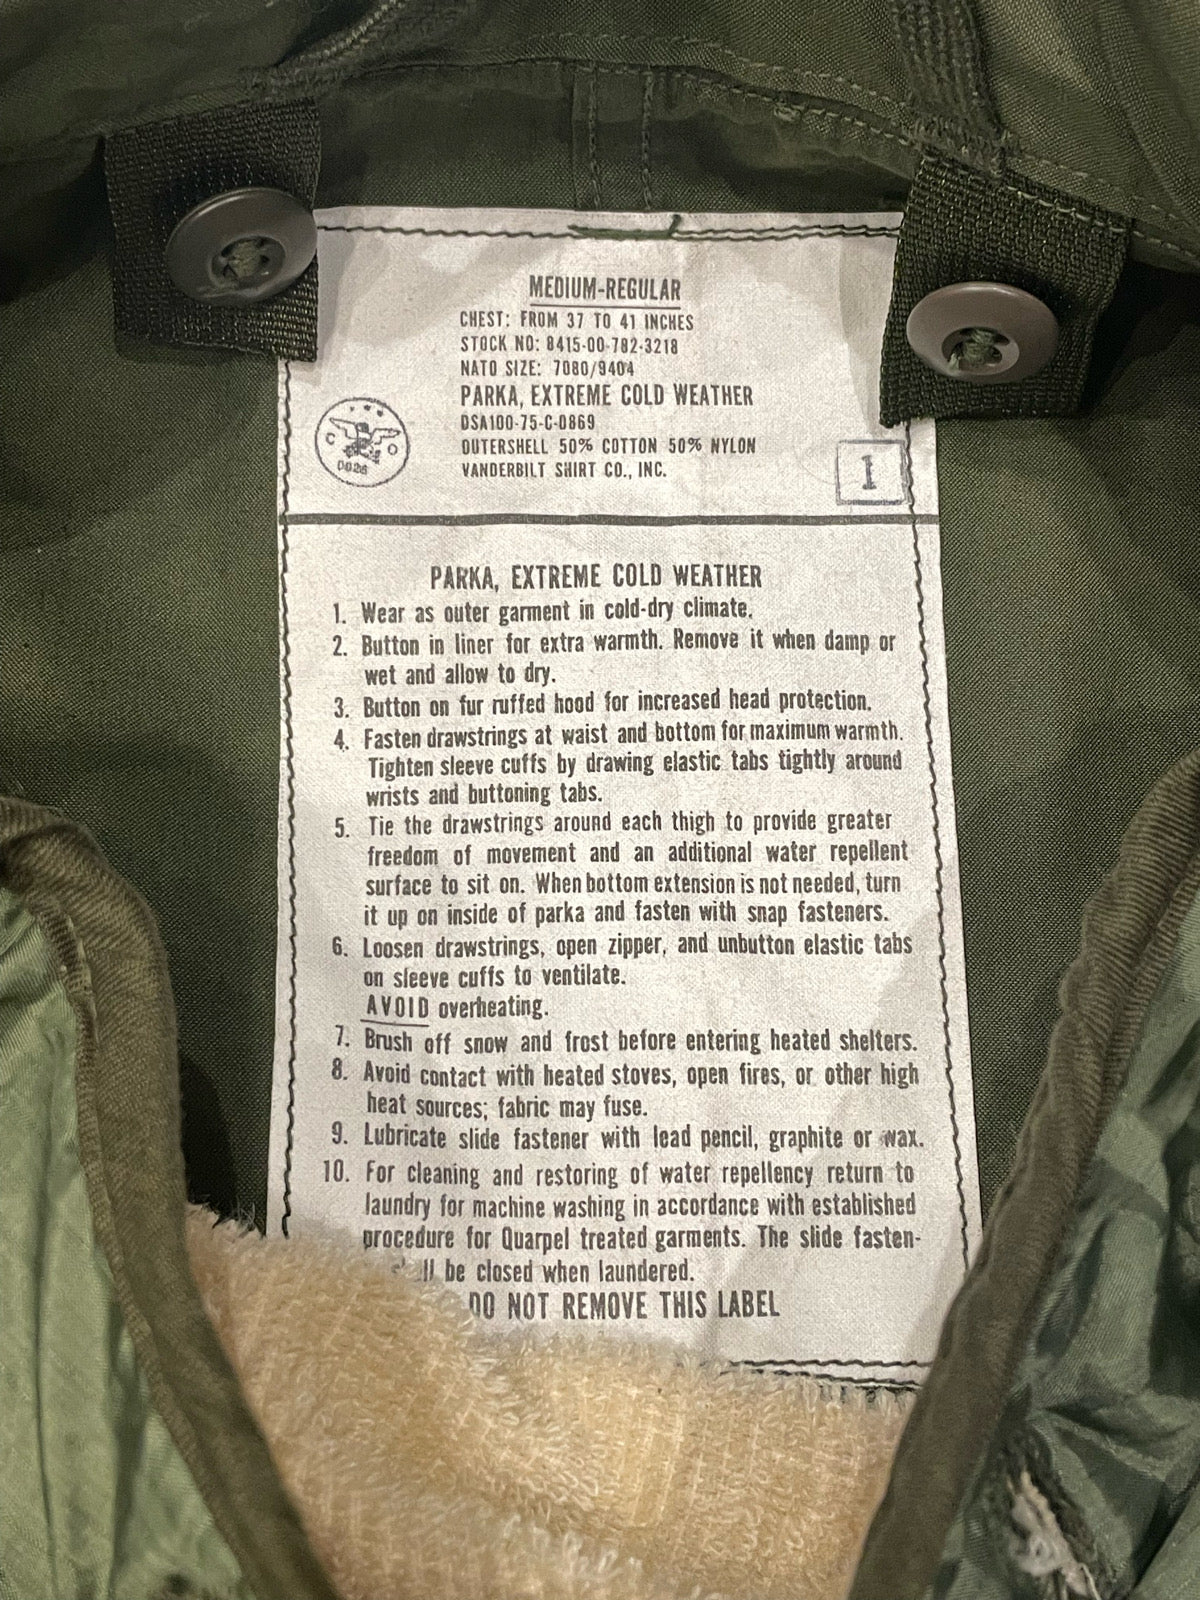 MEDIUM-REGULAR
CHEST: FROM 37 TO 41 INCHES
STOCK NO: 8415-00-782-3218
NATO SIZE: 7080/9404
PARKA, EXTREME COLD WEATHER
DSA100-75-C-0869
OUTERSHELL 50% COTTON 50% NYLON
VANDERBILT SHIRT CO., INC.
C O
0026
1
PARKA, EXTREME COLD WEATHER
1. Wear as outer garment in cold-dry climate.
2. Button in liner for extra warmth. Remove it when damp or
wet and allow to dry.
3. Button on fur ruffed hood for increased head protection.
4. Fasten drawstrings at waist and bottom for maximum warmth.
Tighten sleeve cuffs by drawing elastic tabs tightly around
wrists and buttoning tabs.
5. Tie the drawstrings around each thigh to provide greater
freedom of movement and an additional water repellent
surface to sit on. When bottom extension is not needed, turn
it up on inside of parka and fasten with snap fasteners.
6. Loosen drawstrings, open zipper, and unbutton elastic tabs
on sleeve cuffs to ventilate.
AVOID overheating.
7. Brush off snow and frost before entering heated shelters.
8. Avoid contact with heated stoves, open fires, or other high
heat sources; fabric may fuse.
9. Lubricate slide fastener with lead pencil, graphite or wax.
10. For cleaning and restoring of water repellency return to
laundry for machine washing in accordance with established
procedure for Quarpel treated garments. The slide fasten-
be closed when laundered.
DO NOT REMOVE THIS LABEL